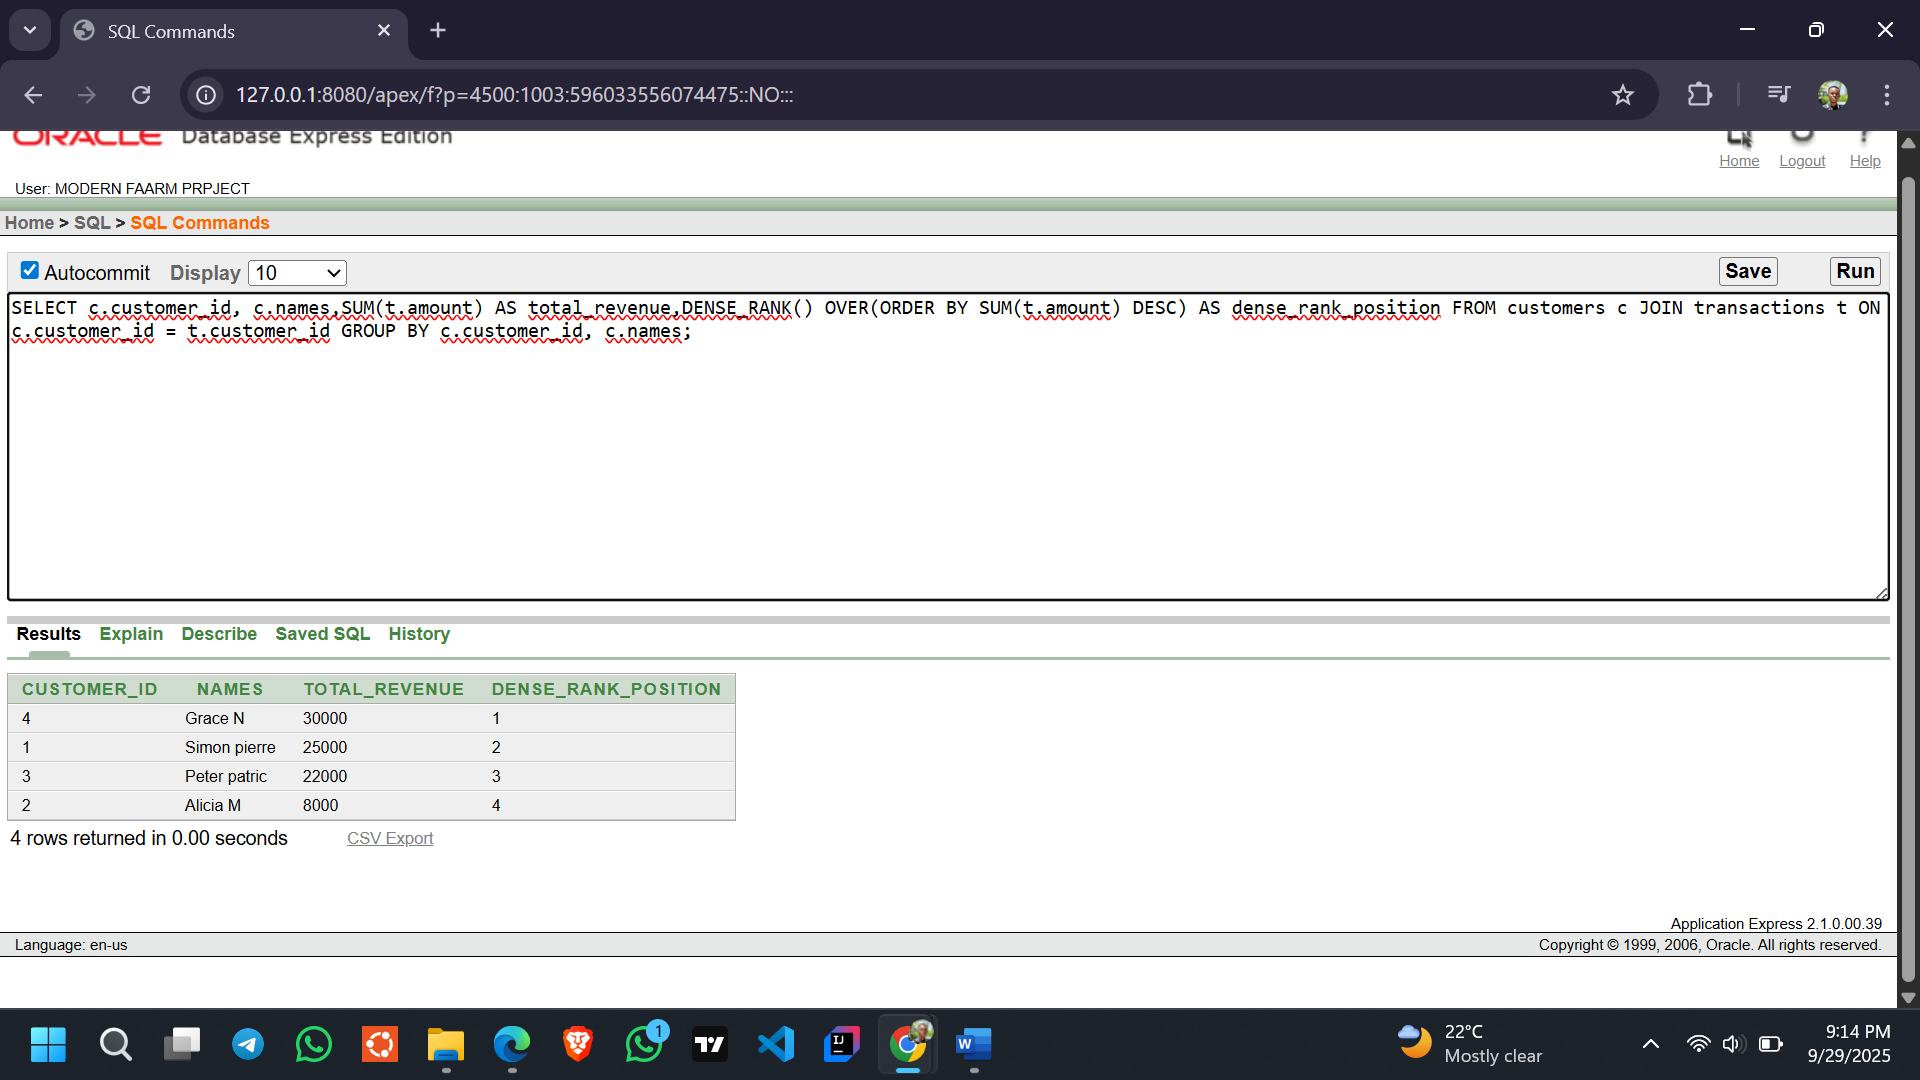 SQL Commands
127.0.0.1:8080/apex/f?p=4500:1003:596033556074475::NO:::
ORACLE Database Express Edition
Home Logout Help
User: MODERN FAARM PRPJECT
Home > SQL > SQL Commands
Autocommit Display 10 Save Run
SELECT c.customer_id, c.names,SUM(t.amount) AS total_revenue,DENSE_RANK() OVER(ORDER BY SUM(t.amount) DESC) AS dense_rank_position FROM customers c JOIN transactions t ON
c.customer_id = t.customer_id GROUP BY c.customer_id, c.names;
Results Explain Describe Saved SQL History
CUSTOMER_ID NAMES TOTAL_REVENUE DENSE_RANK_POSITION
4 Grace N 30000 1
1 Simon pierre 25000 2
3 Peter patric 22000 3
2 Alicia M 8000 4
4 rows returned in 0.00 seconds CSV Export
Application Express 2.1.0.00.39
Language: en-us Copyright © 1999, 2006, Oracle. All rights reserved.
1
IJ
W
22°C
Mostly clear
9:14 PM
9/29/2025